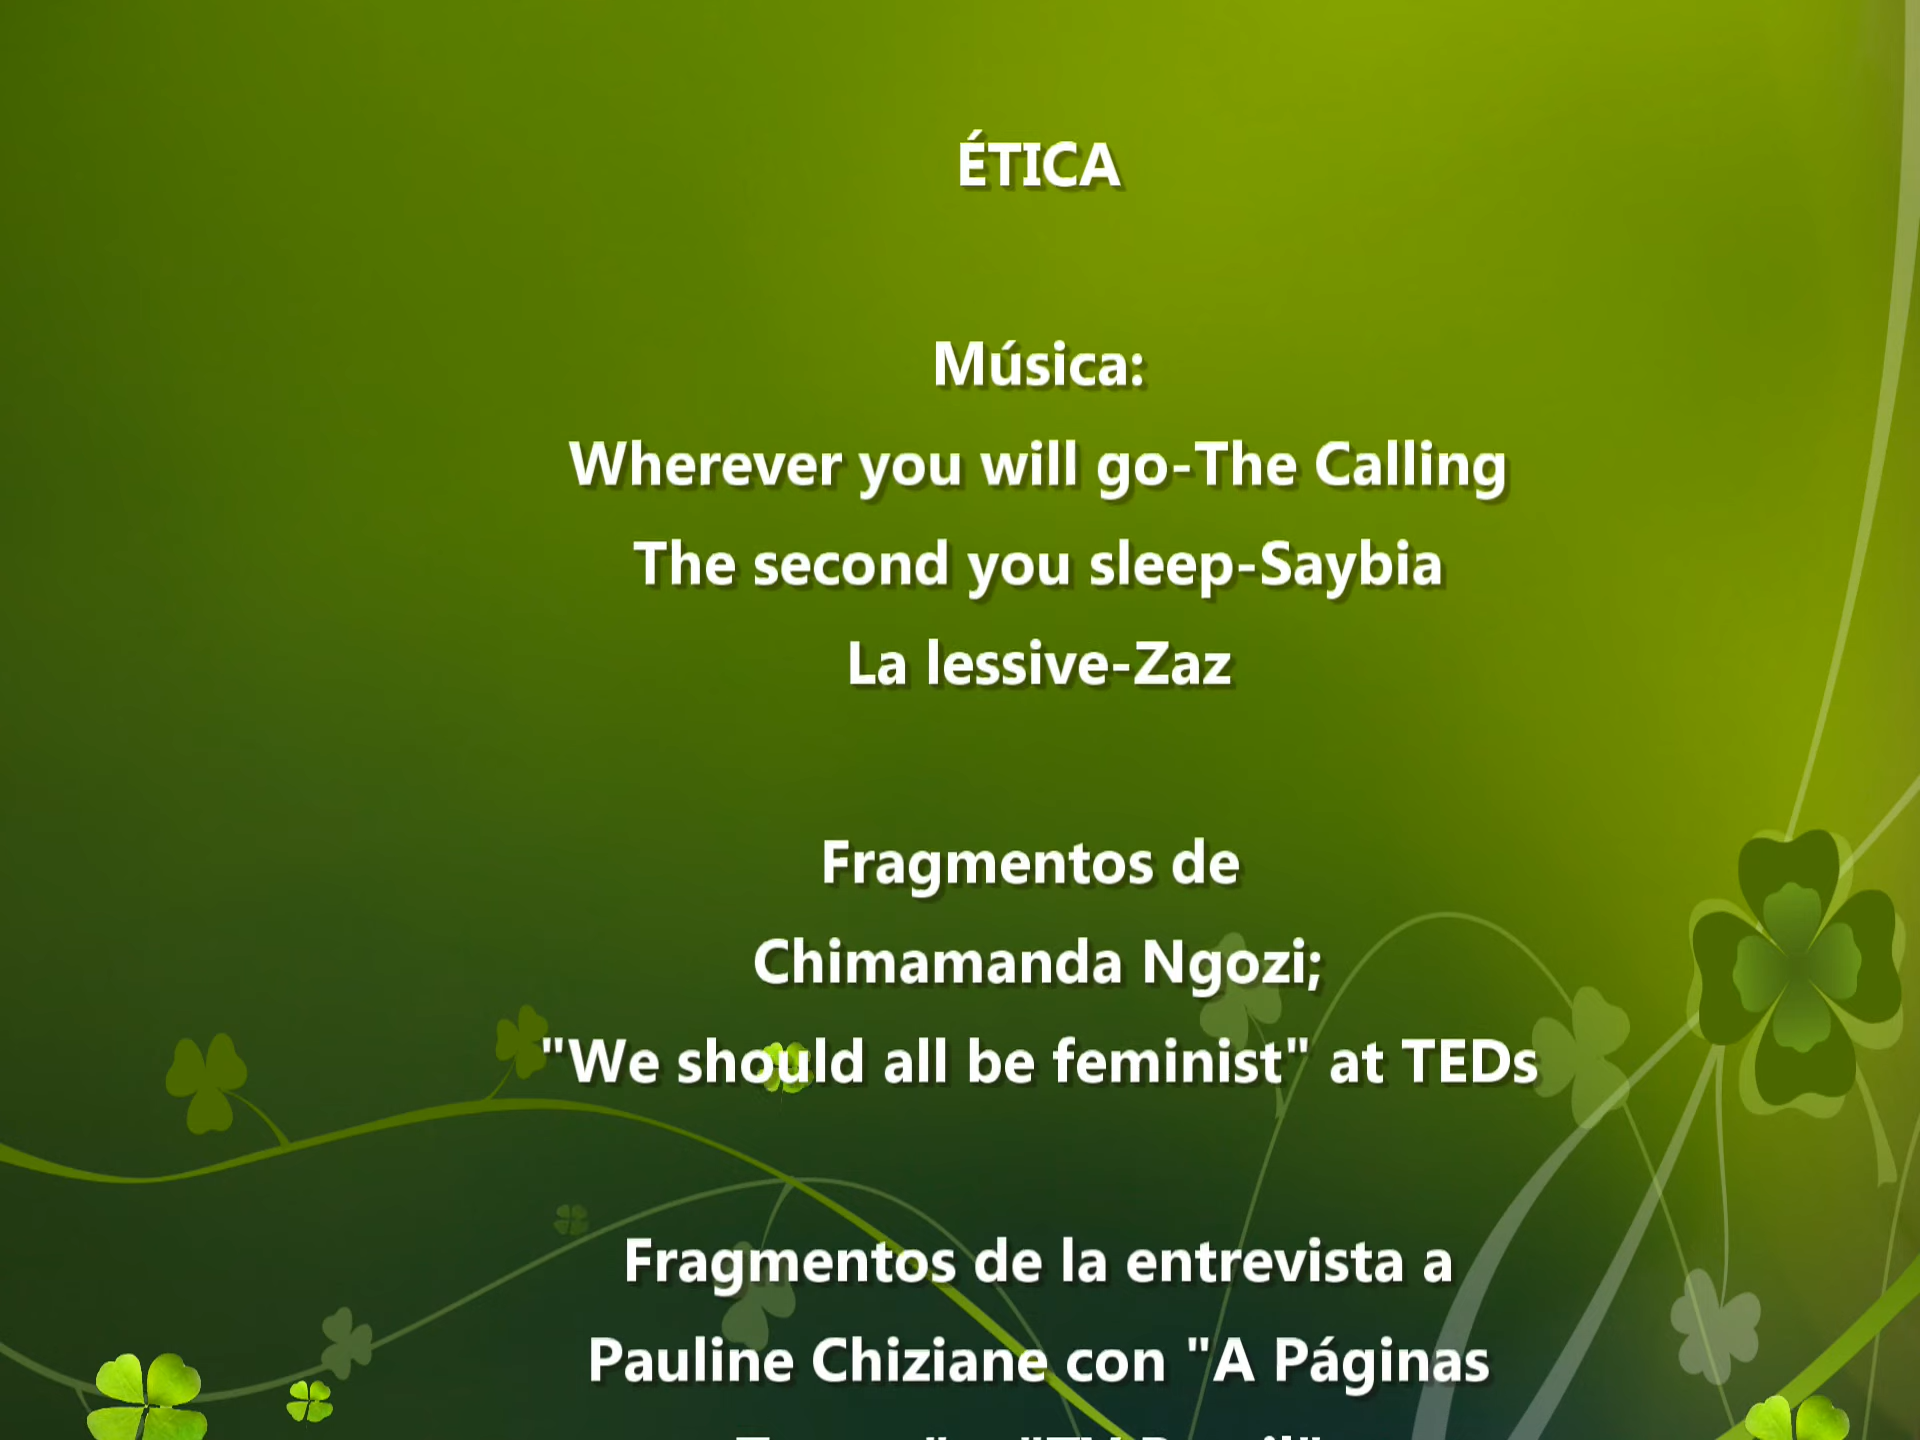 ÉTICA
Música:
Wherever you will go-The Calling
The second you sleep-Saybia
La lessive-Zaz
Fragmentos de
Chimamanda Ngozi;
"We should all be feminist" at TEDs
Fragmentos de la entrevista a
Pauline Chiziane con "A Páginas